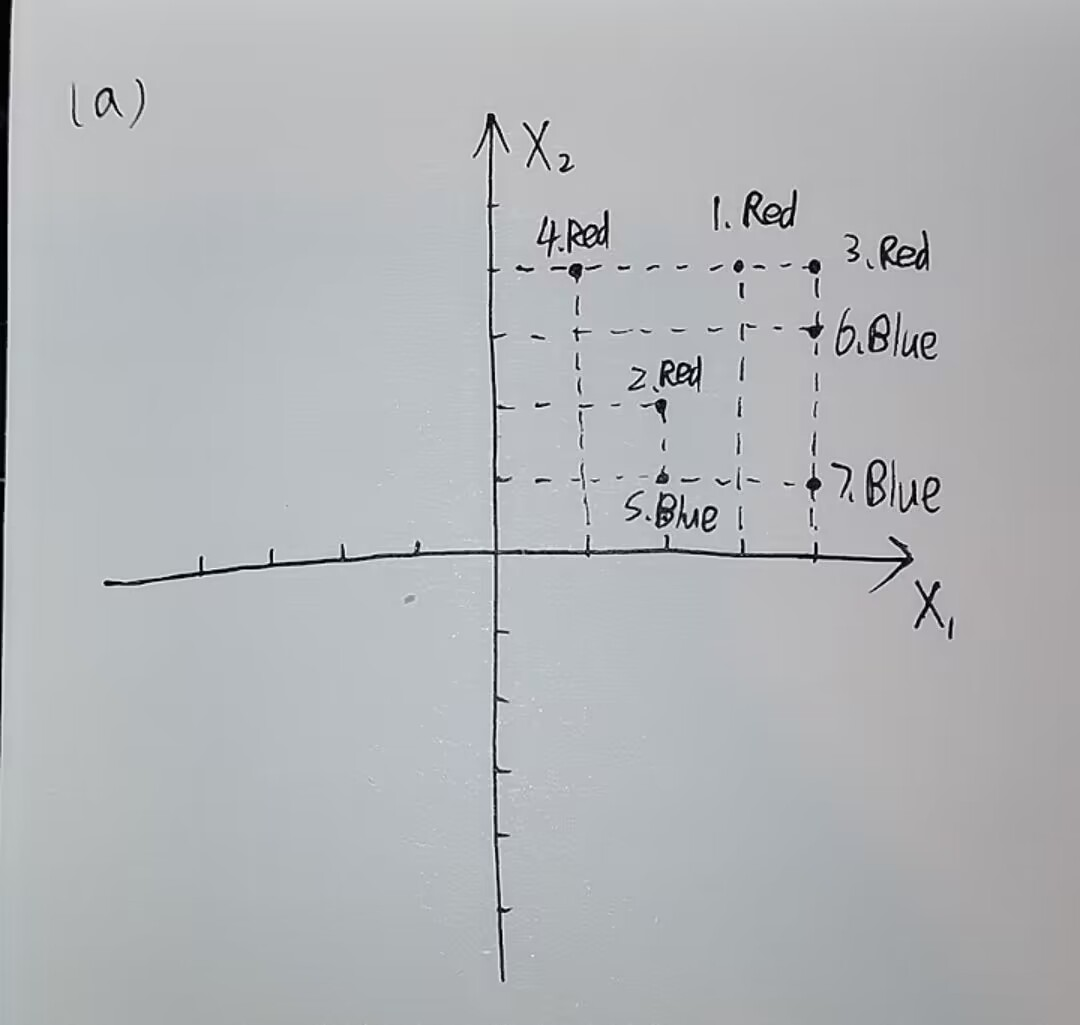 (a)
X₂
1. Red
4. Red
3. Red
6. Blue
2. Red
7. Blue
5. Blue
X₁